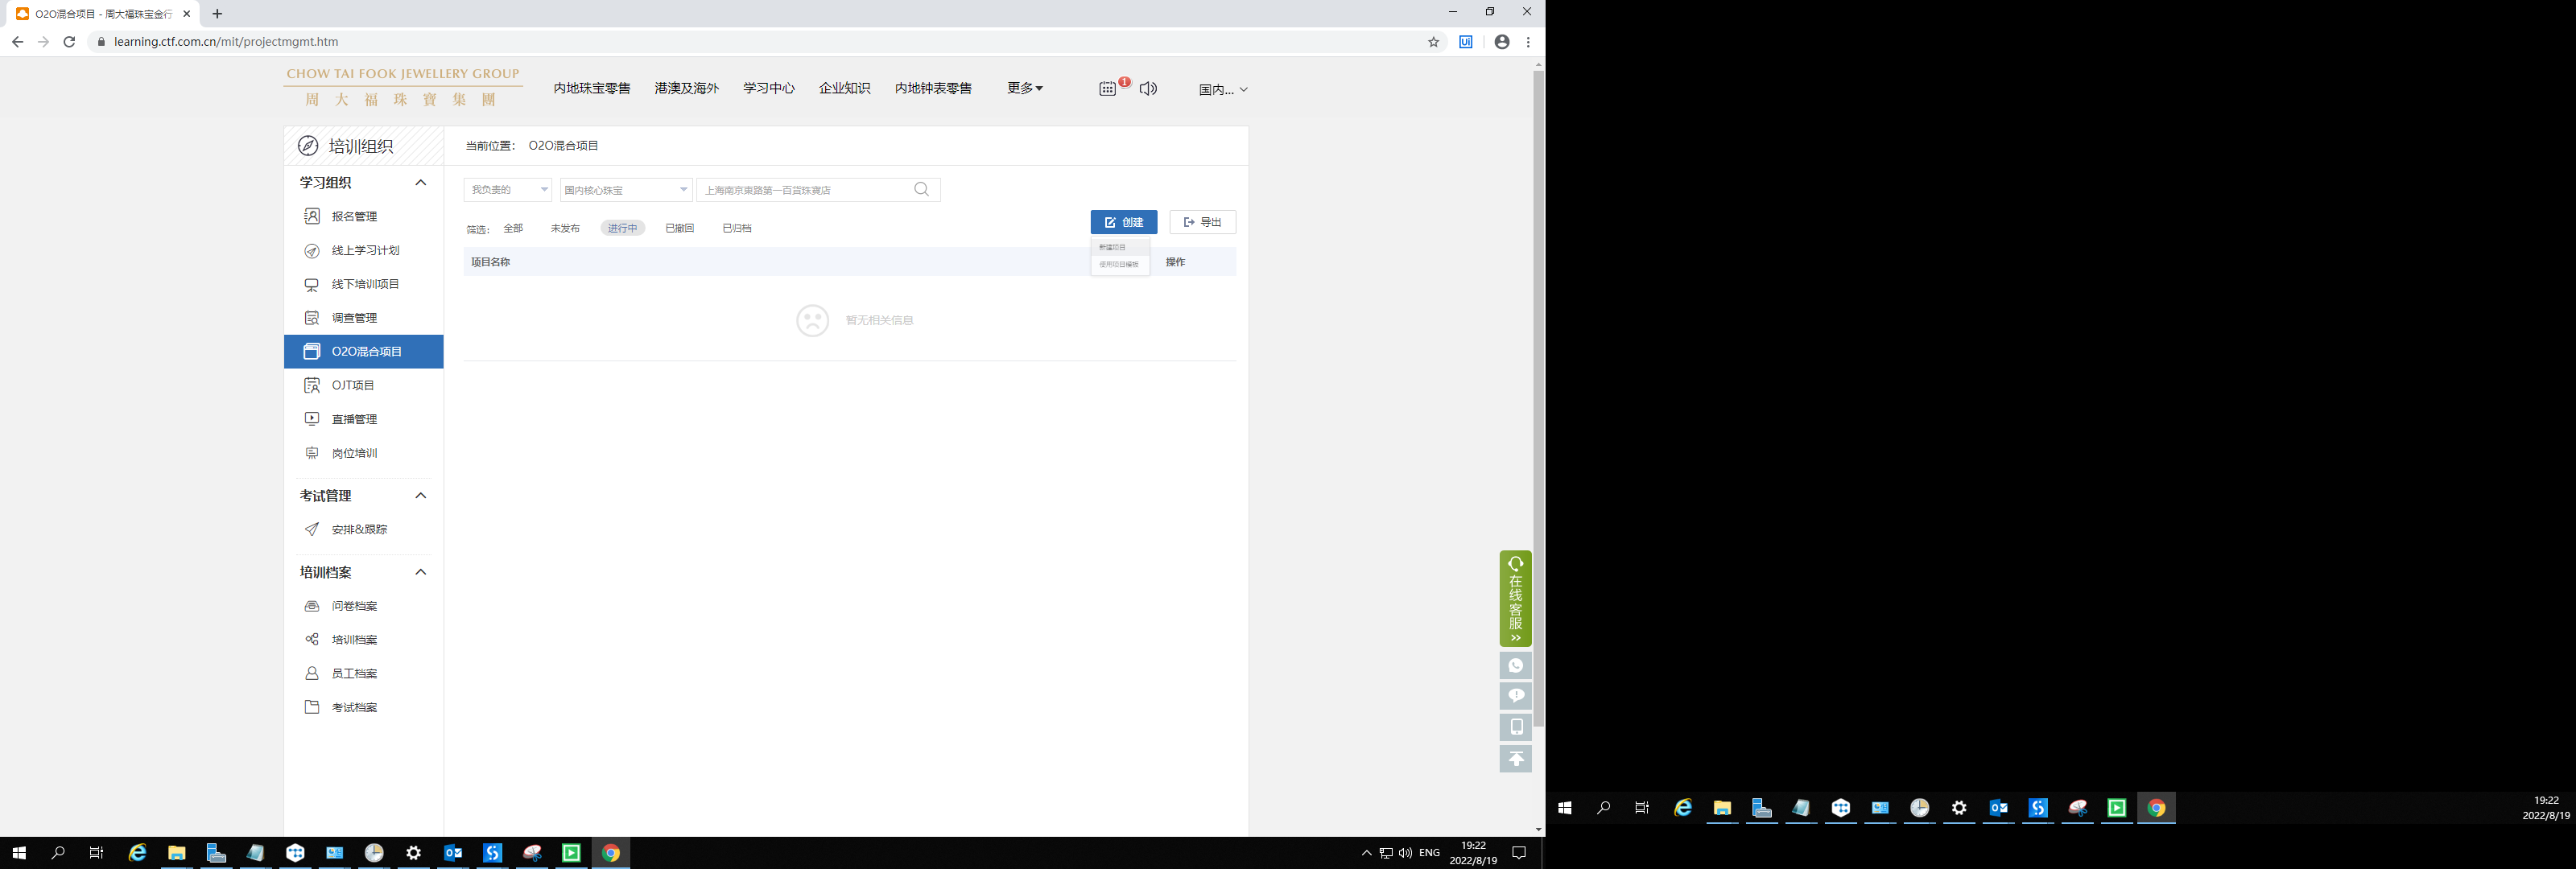 O2O混合项目 - 周大福珠宝金行
learning.ctf.com.cn/mit/projectmgmt.htm
CHOW TAI FOOK JEWELLERY GROUP
周大福珠寶集團
内地珠宝零售 港澳及海外 学习中心 企业知识 内地钟表零售 更多 1 国内...
培训组织
当前位置： O2O混合项目
学习组织
报名管理
线上学习计划
线下培训项目
调查管理
O2O混合项目
OJT项目
直播管理
岗位培训
考试管理
安排&跟踪
培训档案
问卷档案
培训档案
员工档案
考试档案
我负责的 国内核心珠宝 上海南京東路第一百貨珠寶店
筛选： 全部 未发布 进行中 已撤回 已归档
创建 导出
新建项目
使用项目模板
项目名称 操作
暂无相关信息
在线客服
ENG
19:22
2022/8/19
19:22
2022/8/19